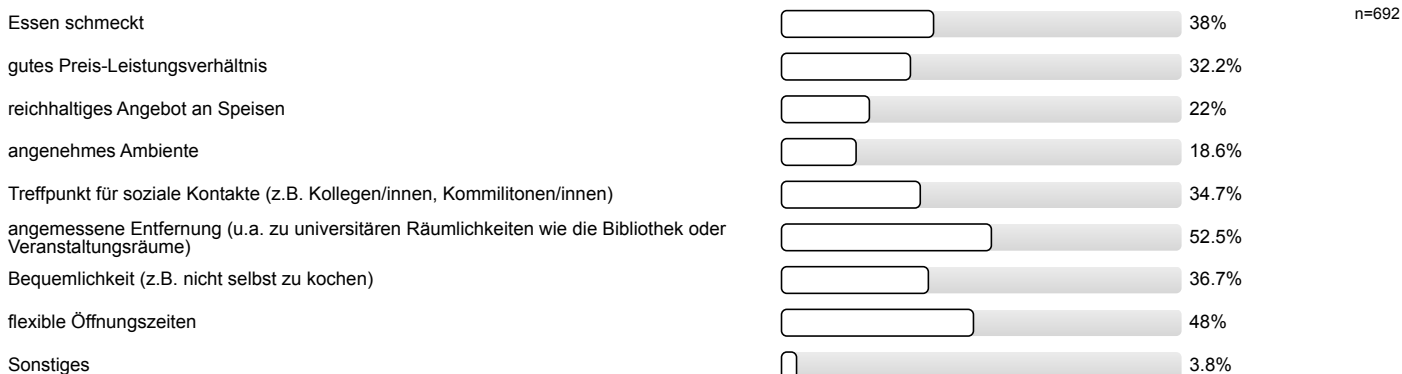 Essen schmeckt 38% n=692
gutes Preis-Leistungsverhältnis 32.2%
reichhaltiges Angebot an Speisen 22%
angenehmes Ambiente 18.6%
Treffpunkt für soziale Kontakte (z.B. Kollegen/innen, Kommilitonen/innen) 34.7%
angemessene Entfernung (u.a. zu universitären Räumlichkeiten wie die Bibliothek oder
Veranstaltungsräume) 52.5%
Bequemlichkeit (z.B. nicht selbst zu kochen) 36.7%
flexible Öffnungszeiten 48%
Sonstiges 3.8%